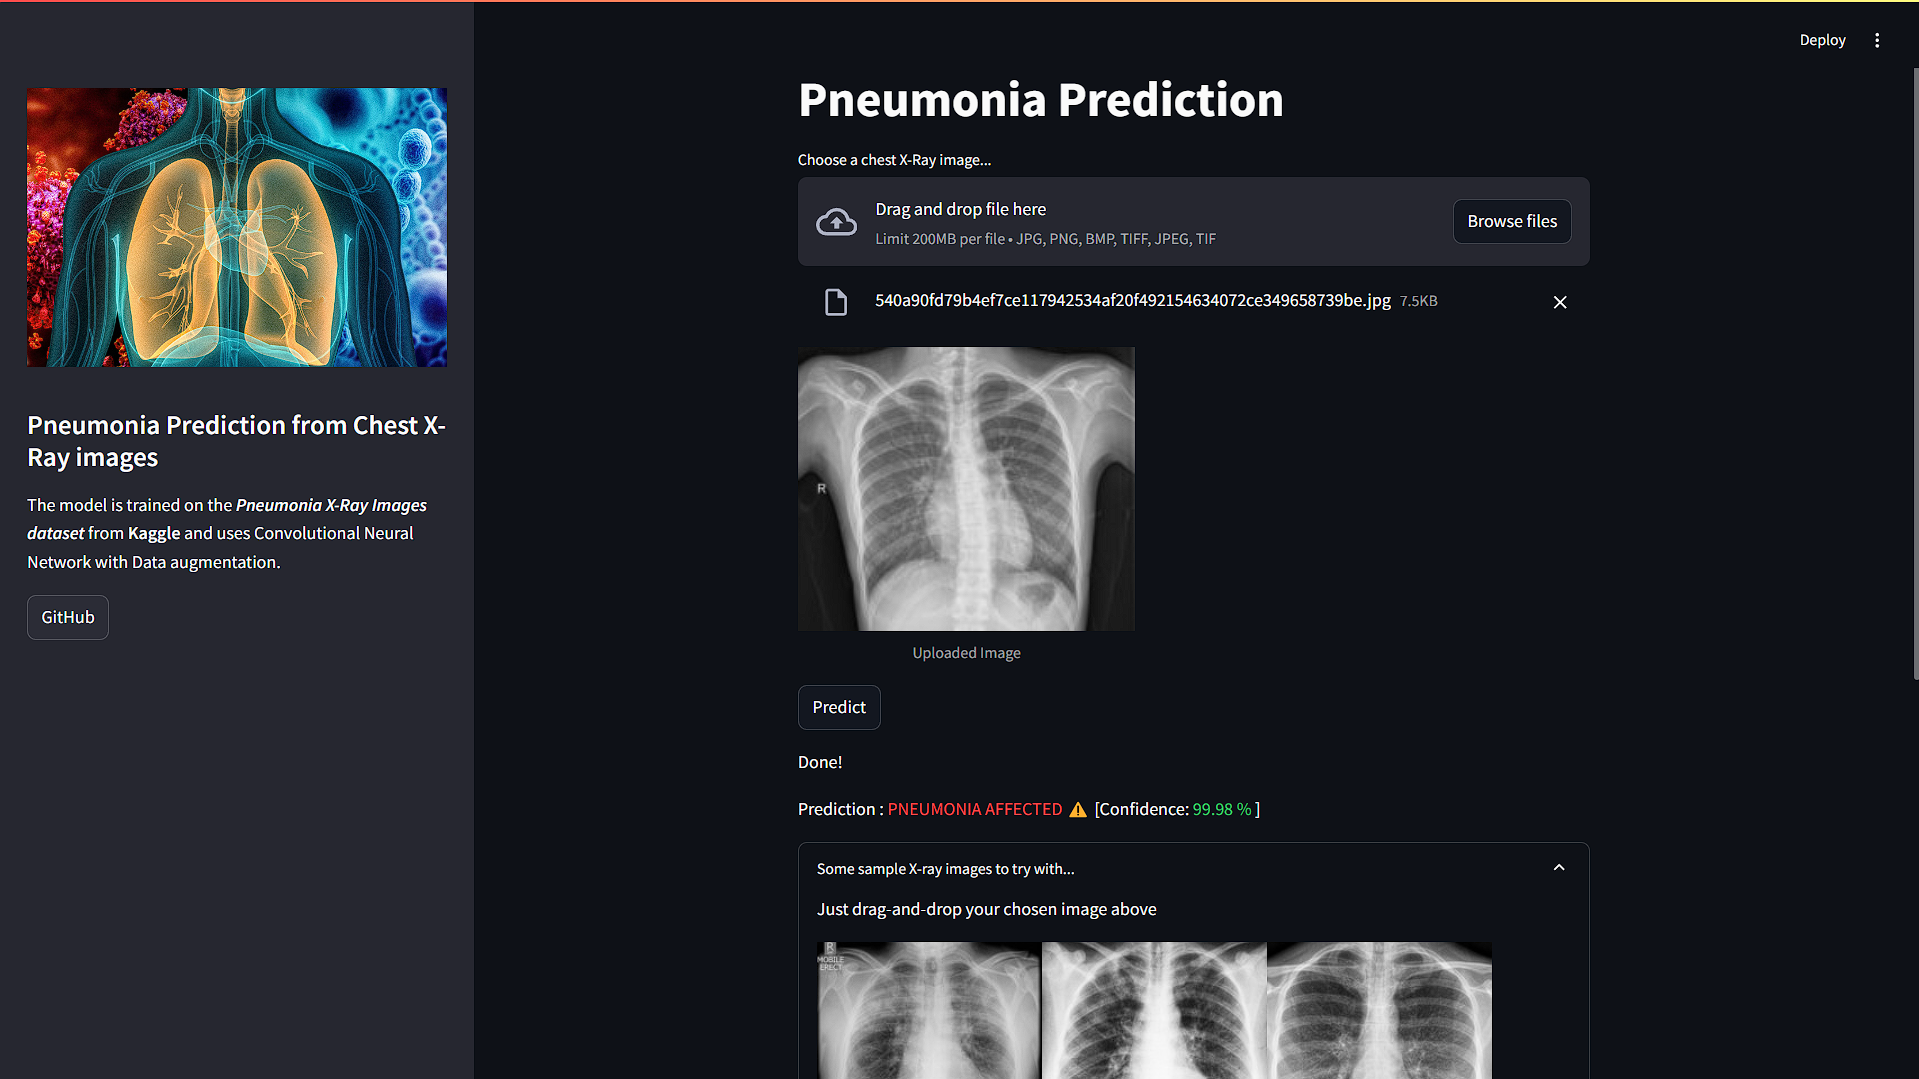 Deploy
Pneumonia Prediction from Chest X-
Ray images
The model is trained on the Pneumonia X-Ray Images
dataset from Kaggle and uses Convolutional Neural
Network with Data augmentation.
GitHub
Pneumonia Prediction
Choose a chest X-Ray image...
Drag and drop file here
Limit 200MB per file • JPG, PNG, BMP, TIFF, JPEG, TIF
Browse files
540a90fd79b4ef7ce117942534af20f492154634072ce349658739be.jpg 7.5KB
R
Uploaded Image
Predict
Done!
Prediction : PNEUMONIA AFFECTED ⚠️ [Confidence: 99.98 % ]
Some sample X-ray images to try with...
Just drag-and-drop your chosen image above
R
MOBILE
ERECT